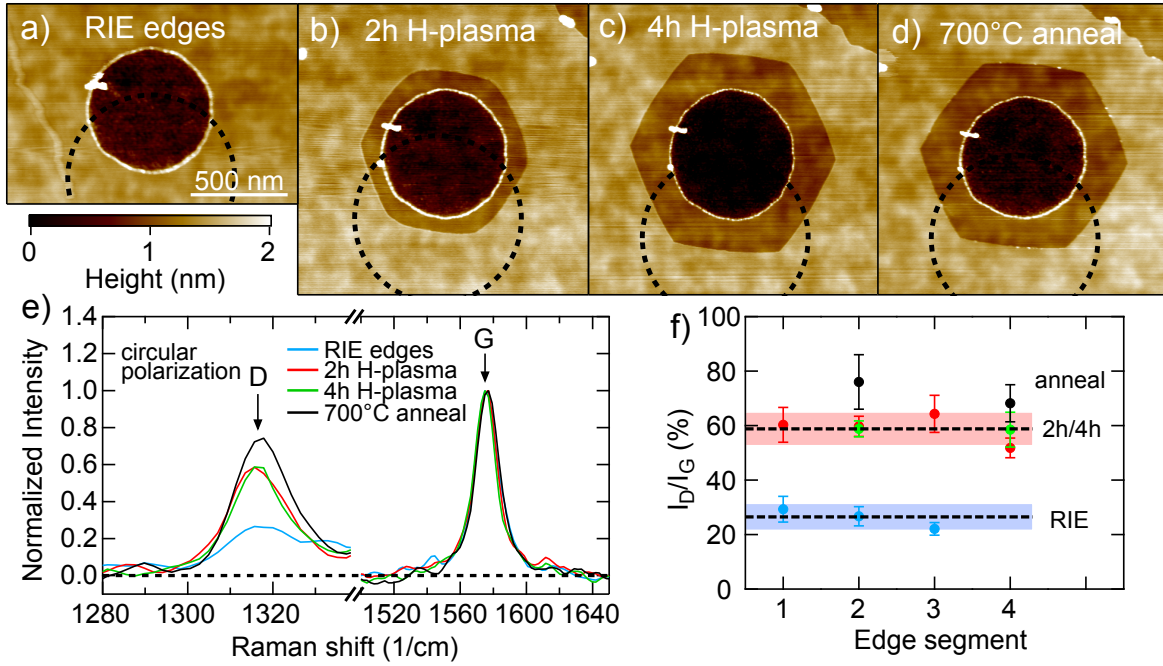 a) RIE edges
b) 2h H-plasma
c) 4h H-plasma
d) 700°C anneal
500 nm
0 1 2
Height (nm)
e)
1.4
1.2
1.0
0.8
0.6
0.4
0.2
0.0
Normalized Intensity
circular
polarization
D
G
RIE edges
2h H-plasma
4h H-plasma
700°C anneal
1280 1300 1320 1520 1560 1600 1640
Raman shift (1/cm)
f)
100
80
60
40
20
0
I_D/I_G (%)
anneal
2h/4h
RIE
1 2 3 4
Edge segment